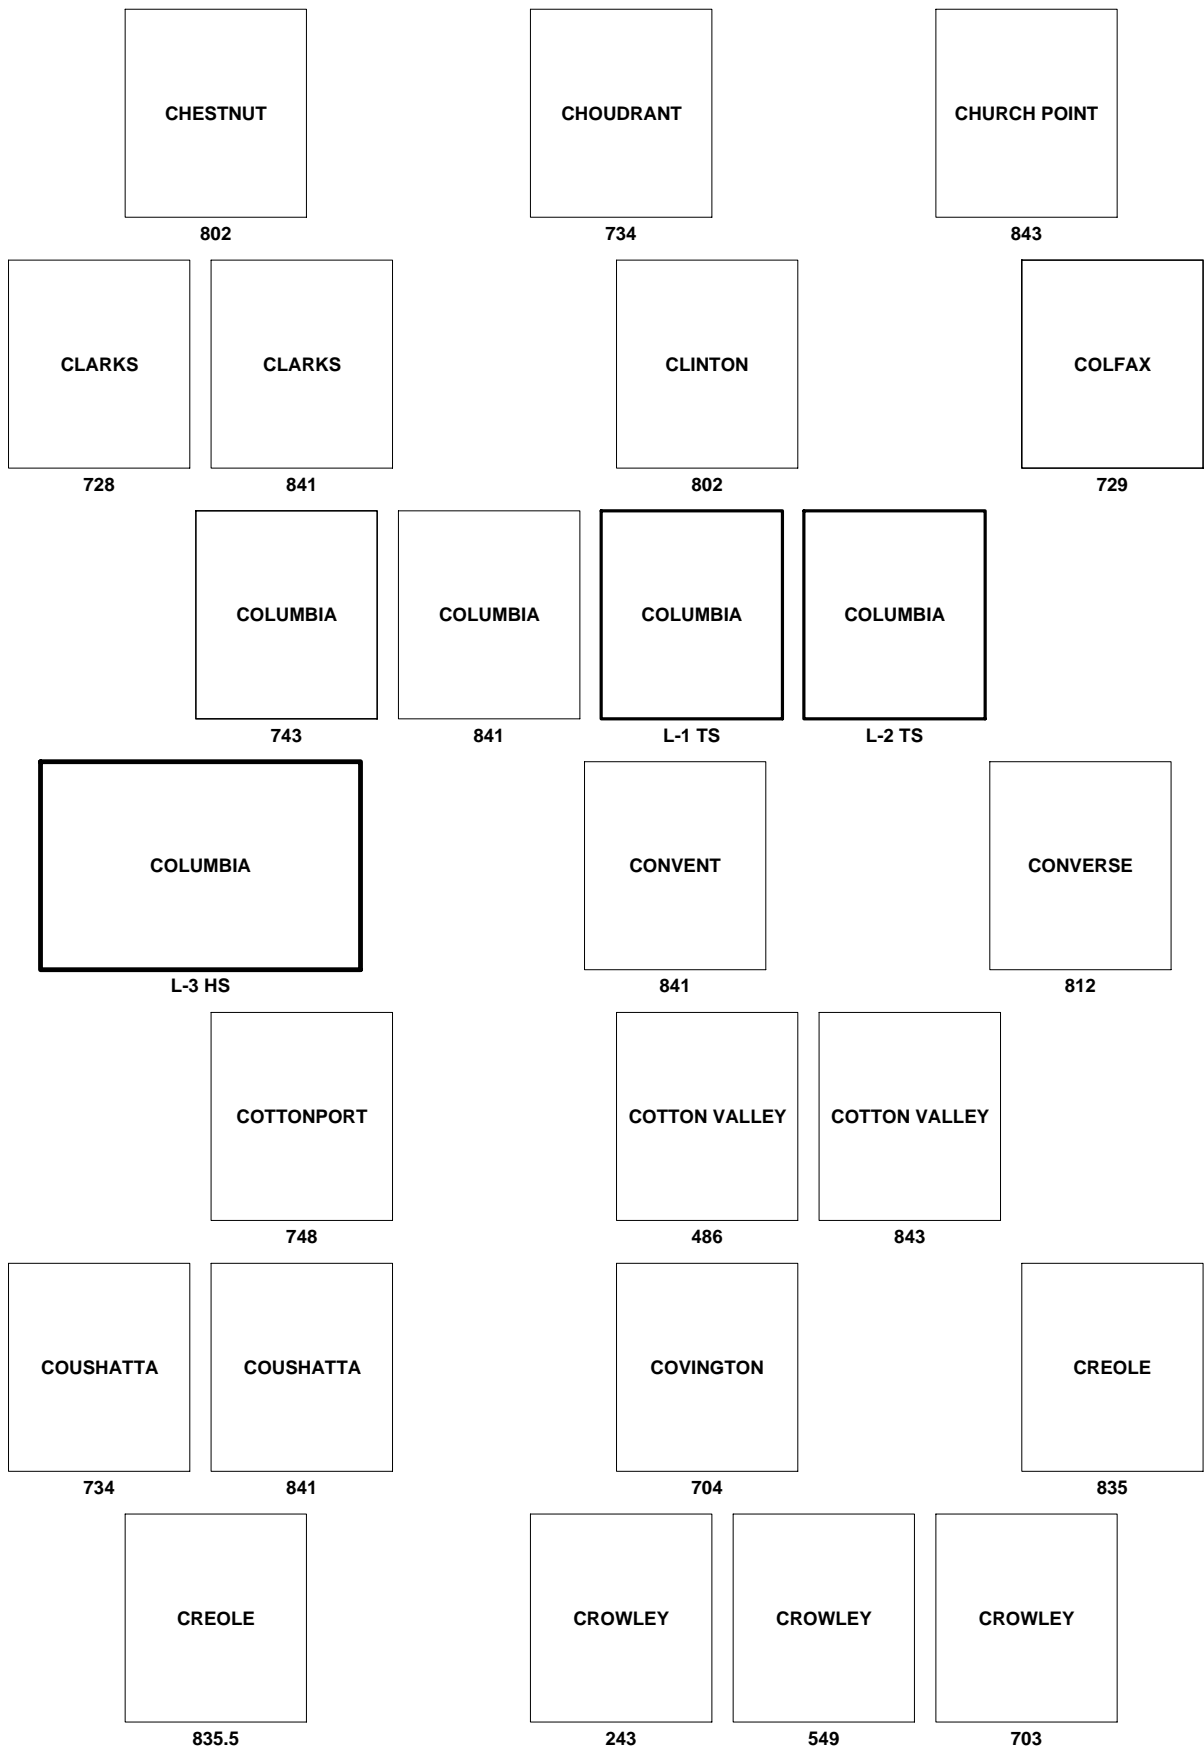 CHESTNUT CHOUDRANT CHURCH POINT
802 734 843
CLARKS CLARKS CLINTON COLFAX
728 841 802 729
COLUMBIA COLUMBIA COLUMBIA COLUMBIA
743 841 L-1 TS L-2 TS
COLUMBIA CONVENT CONVERSE
L-3 HS 841 812
COTTONPORT COTTON VALLEY COTTON VALLEY
748 486 843
COUSHATTA COUSHATTA COVINGTON CREOLE
734 841 704 835
CREOLE CROWLEY CROWLEY CROWLEY
835.5 243 549 703